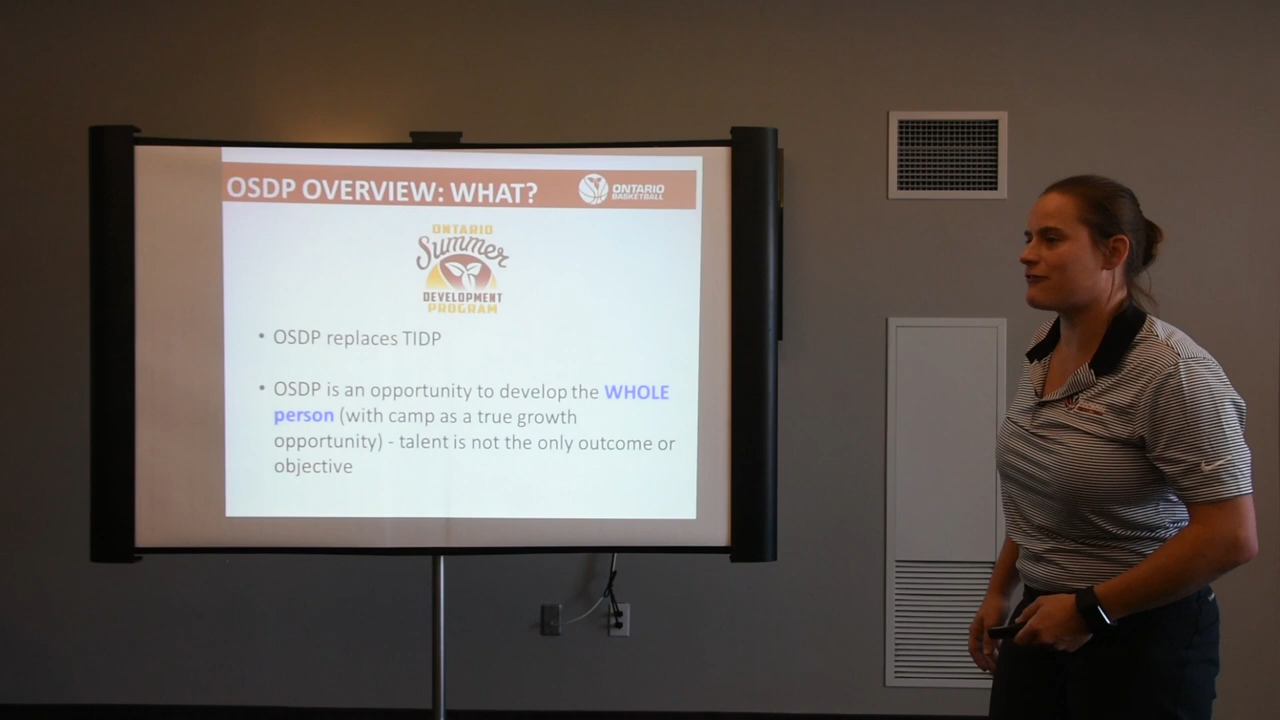 OSDP OVERVIEW: WHAT?
ONTARIO
BASKETBALL
ONTARIO
Summer
DEVELOPMENT
PROGRAM
• OSDP replaces TIDP
• OSDP is an opportunity to develop the WHOLE
person (with camp as a true growth
opportunity) - talent is not the only outcome or
objective